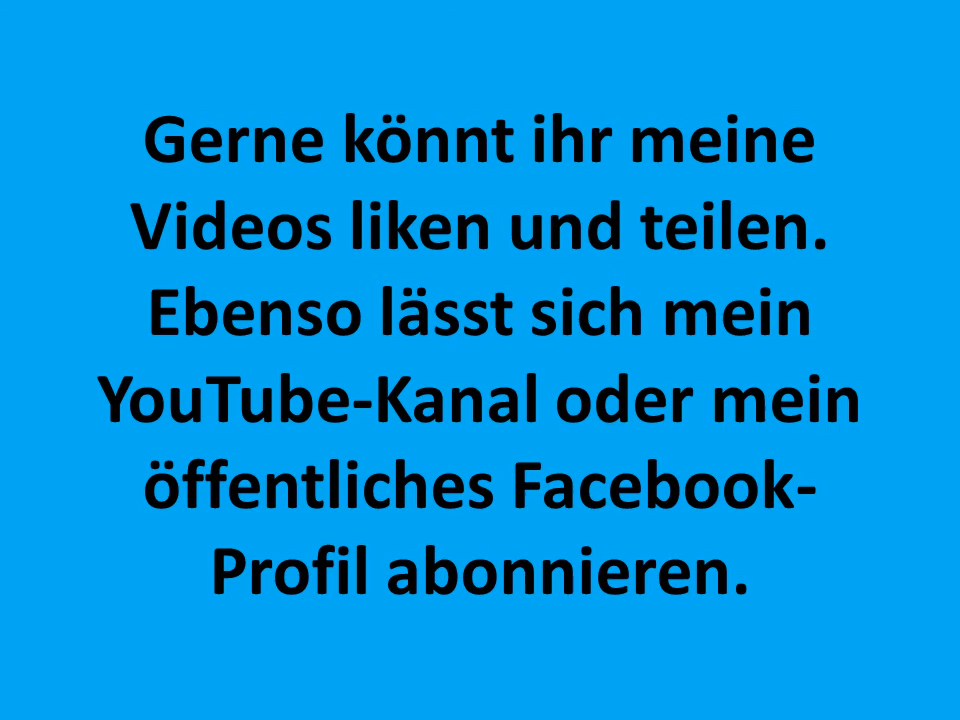 Gerne könnt ihr meine
Videos liken und teilen.
Ebenso lässt sich mein
YouTube-Kanal oder mein
öffentliches Facebook-
Profil abonnieren.